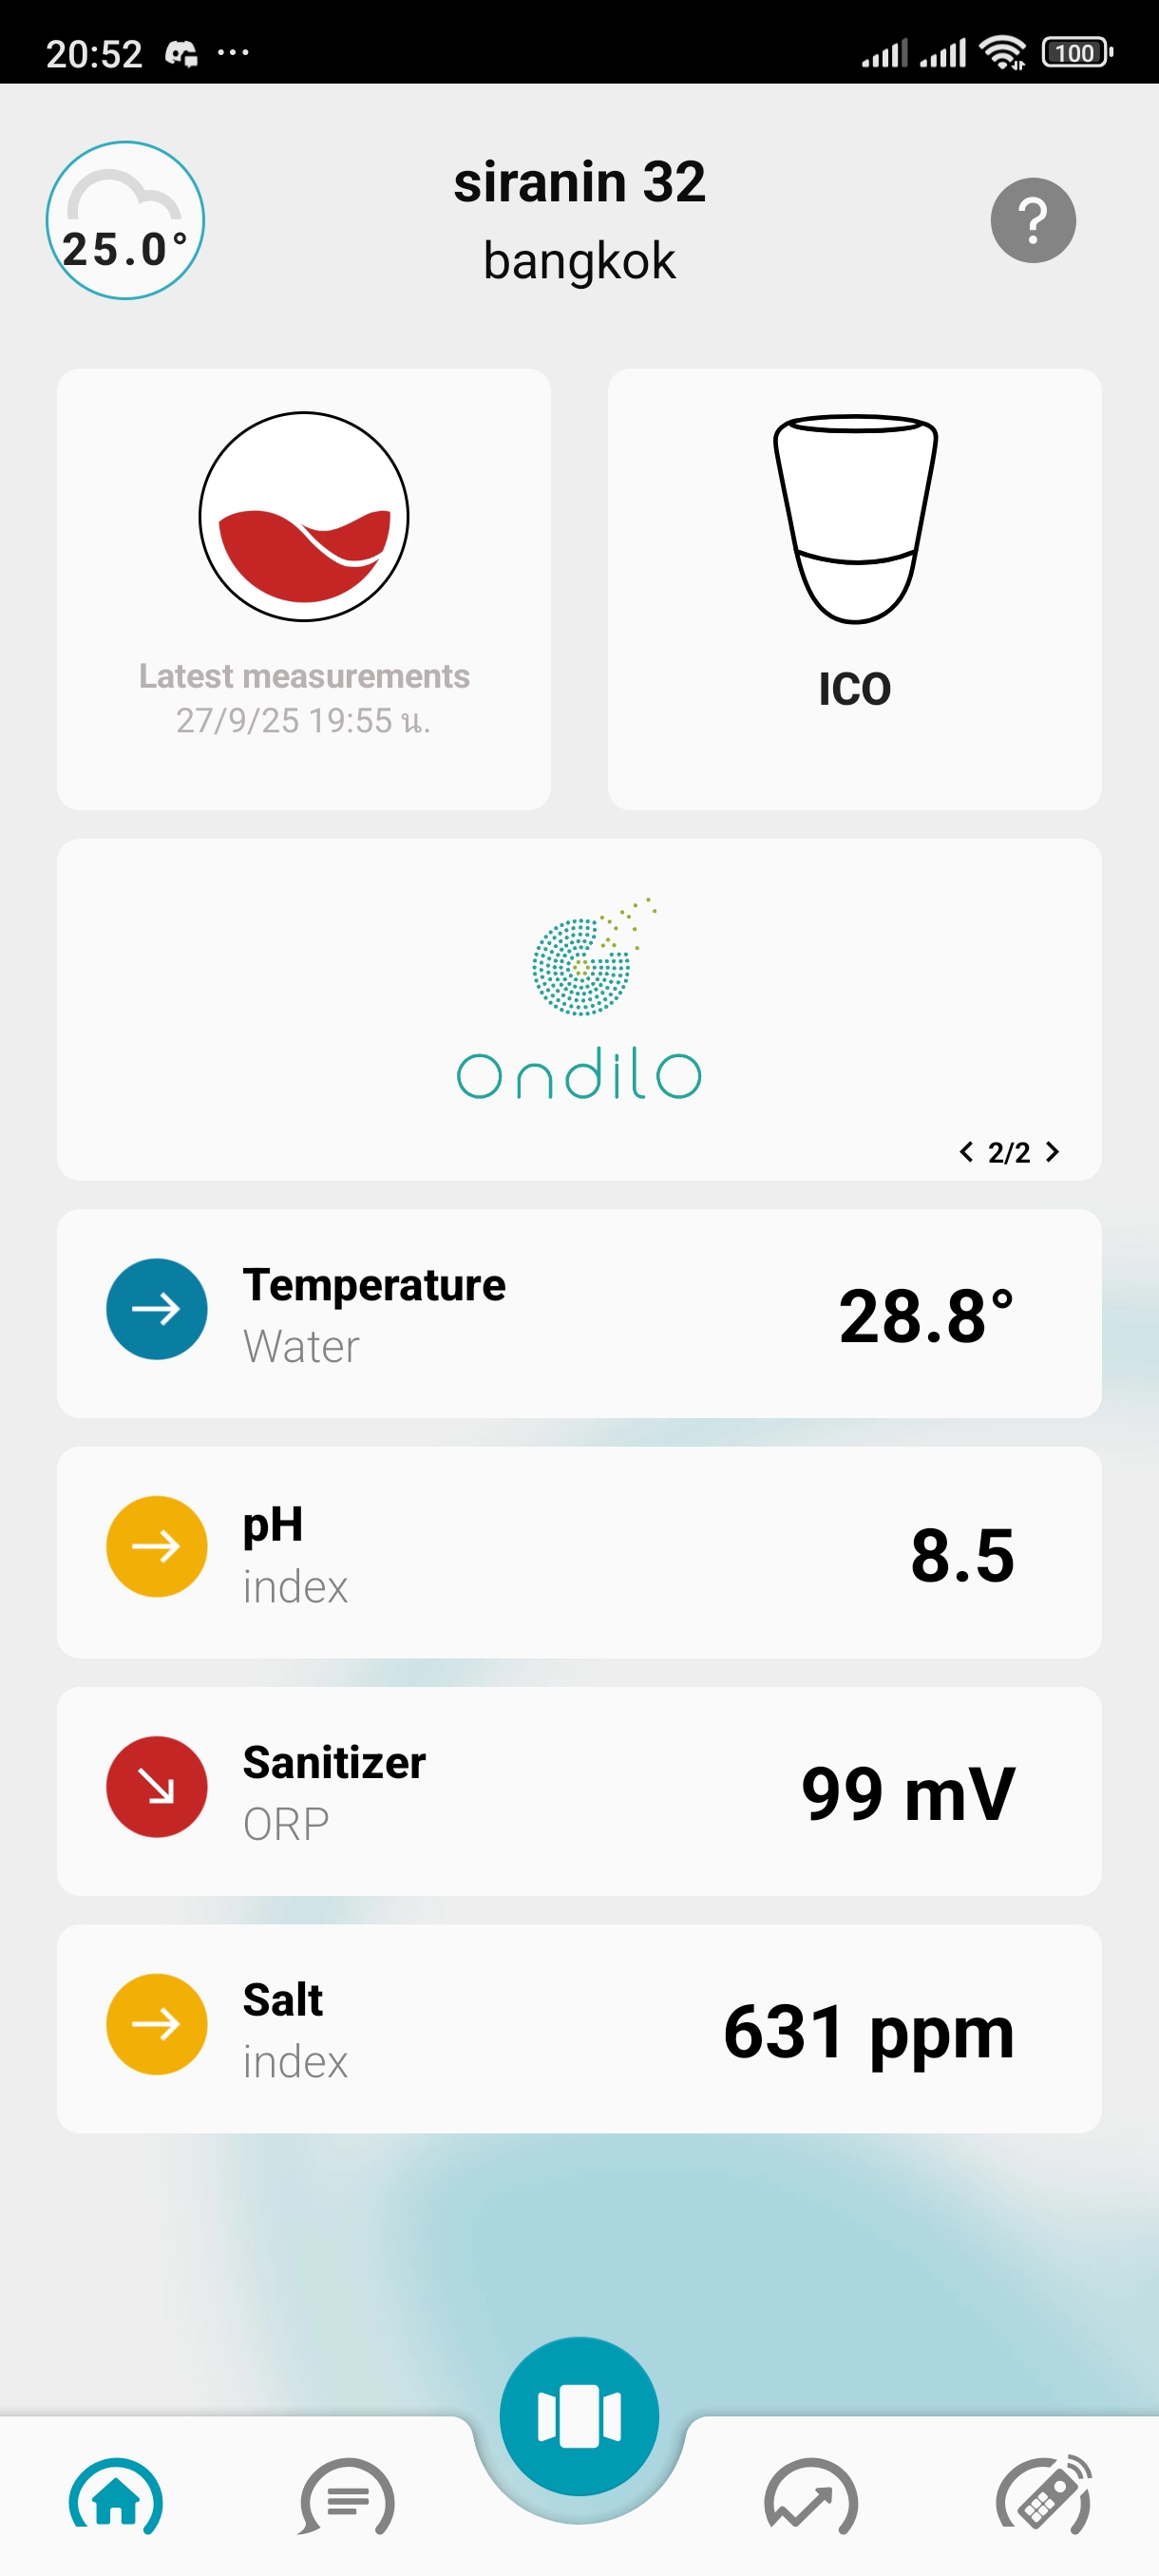 20:52
100
25.0°
siranin 32
bangkok
?
Latest measurements
27/9/25 19:55 น.
ICO
ondilo
< 2/2 >
Temperature
Water
28.8°
pH
index
8.5
Sanitizer
ORP
99 mV
Salt
index
631 ppm